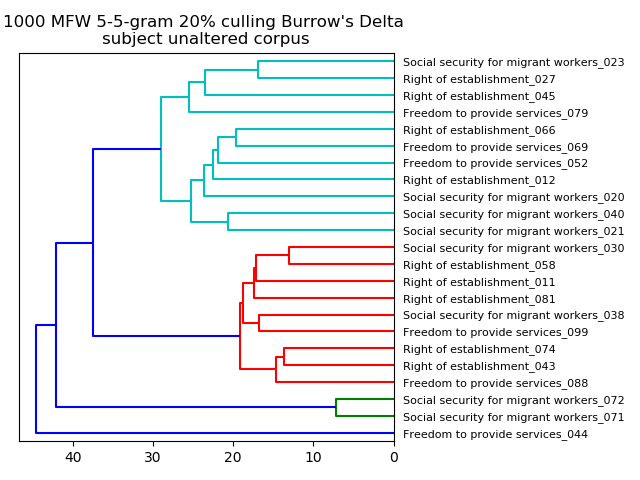 1000 MFW 5-5-gram 20% culling Burrow's Delta
subject unaltered corpus
Social security for migrant workers_023
Right of establishment_027
Right of establishment_045
Freedom to provide services_079
Right of establishment_066
Freedom to provide services_069
Freedom to provide services_052
Right of establishment_012
Social security for migrant workers_020
Social security for migrant workers_040
Social security for migrant workers_021
Social security for migrant workers_030
Right of establishment_058
Right of establishment_011
Right of establishment_081
Social security for migrant workers_038
Freedom to provide services_099
Right of establishment_074
Right of establishment_043
Freedom to provide services_088
Social security for migrant workers_072
Social security for migrant workers_071
Freedom to provide services_044
40 30 20 10 0